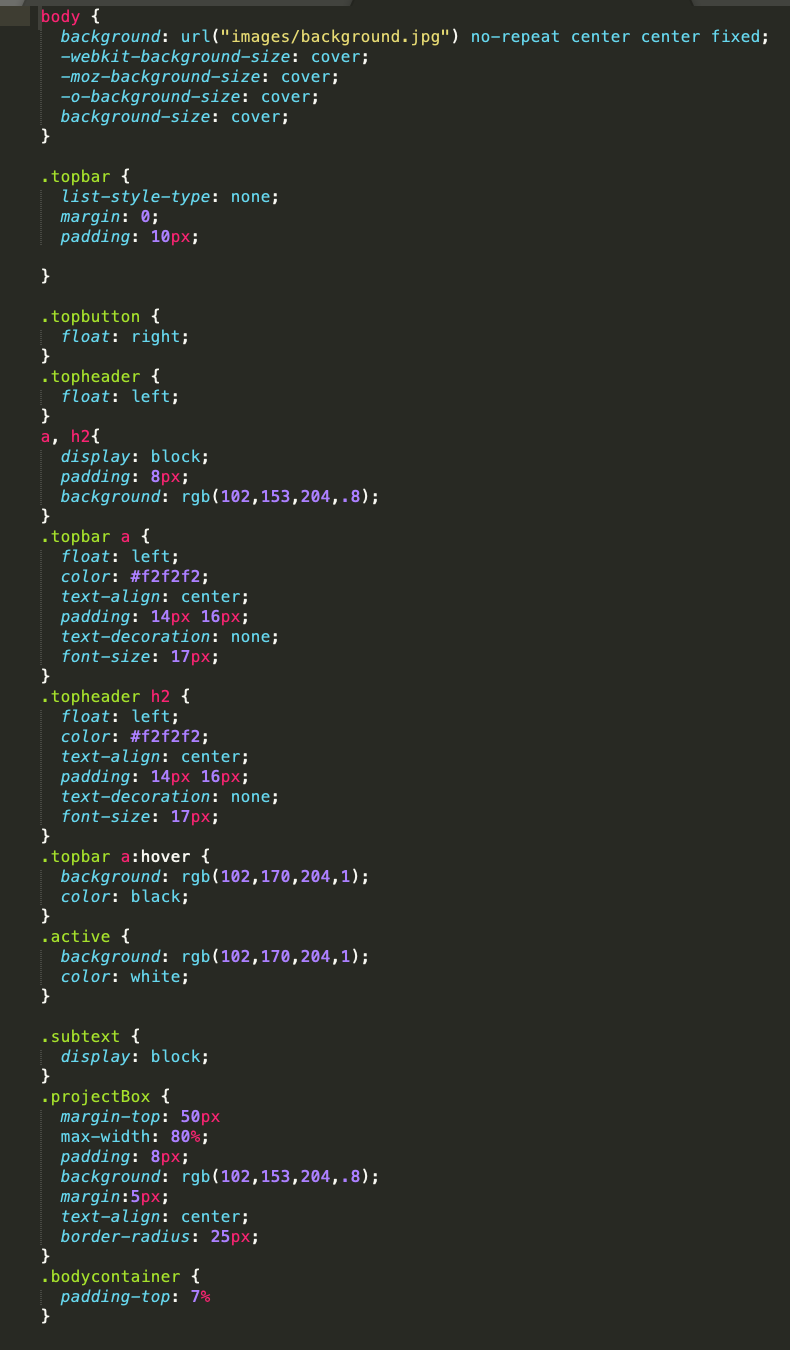 body {
  background: url("images/background.jpg") no-repeat center center fixed;
  -webkit-background-size: cover;
  -moz-background-size: cover;
  -o-background-size: cover;
  background-size: cover;
}

.topbar {
  list-style-type: none;
  margin: 0;
  padding: 10px;

}

.topbutton {
  float: right;
}
.topheader {
  float: left;
}
a, h2{
  display: block;
  padding: 8px;
  background: rgb(102,153,204,.8);
}
.topbar a {
  float: left;
  color: #f2f2f2;
  text-align: center;
  padding: 14px 16px;
  text-decoration: none;
  font-size: 17px;
}
.topheader h2 {
  float: left;
  color: #f2f2f2;
  text-align: center;
  padding: 14px 16px;
  text-decoration: none;
  font-size: 17px;
}
.topbar a:hover {
  background: rgb(102,170,204,1);
  color: black;
}
.active {
  background: rgb(102,170,204,1);
  color: white;
}

.subtext {
  display: block;
}
.projectBox {
  margin-top: 50px
  max-width: 80%;
  padding: 8px;
  background: rgb(102,153,204,.8);
  margin:5px;
  text-align: center;
  border-radius: 25px;
}
.bodycontainer {
  padding-top: 7%
}